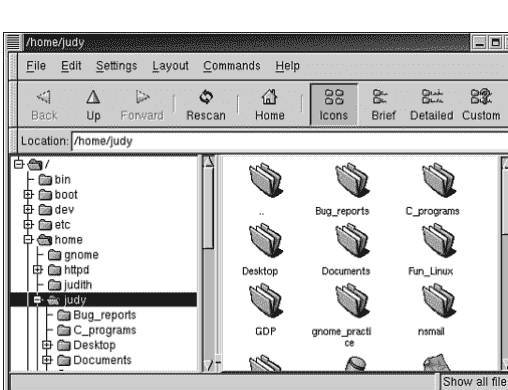 /home/judy
File Edit Settings Layout Commands Help
Back Up Forward Rescan Home Icons Brief Detailed Custom
Location: /home/judy
/
bin
boot
dev
etc
home
gnome
httpd
judith
judy
Bug_reports
C_programs
Desktop
Documents
.. Bug_reports C_programs
Desktop Documents Fun_Linux
GDP gnome_practi nsmail
ce
Show all file